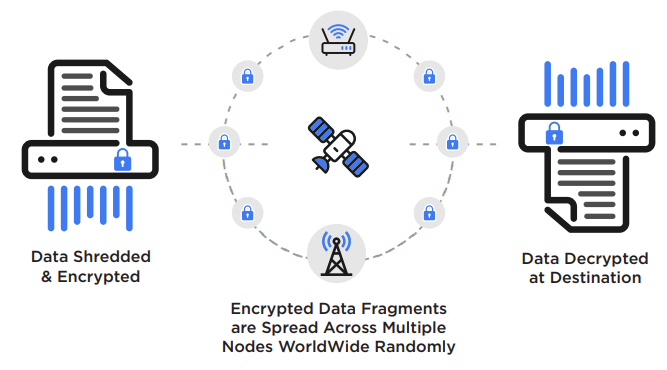 Data Shredded
& Encrypted
Encrypted Data Fragments
are Spread Across Multiple
Nodes WorldWide Randomly
Data Decrypted
at Destination